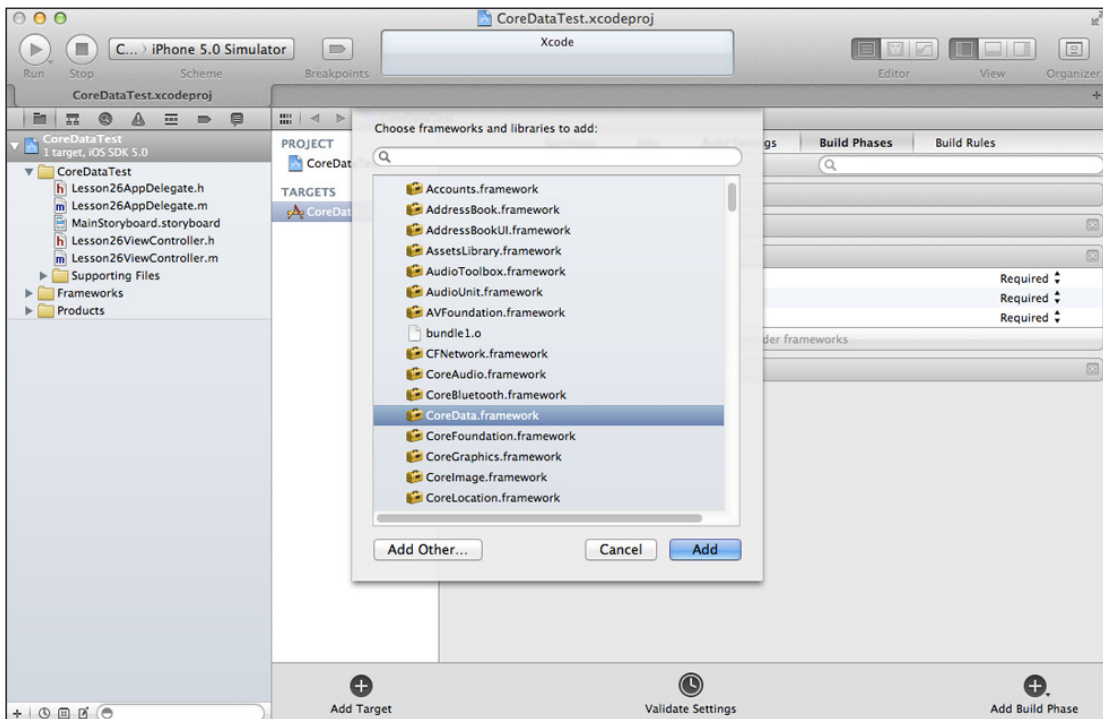 CoreDataTest.xcodeproj
C... iPhone 5.0 Simulator
Xcode
Run Stop Scheme Breakpoints Editor View Organizer
CoreDataTest.xcodeproj
CoreDataTest
1 target, iOS SDK 5.0
CoreDataTest
Lesson26AppDelegate.h
Lesson26AppDelegate.m
MainStoryboard.storyboard
Lesson26ViewController.h
Lesson26ViewController.m
Supporting Files
Frameworks
Products
PROJECT
CoreDat
TARGETS
CoreDat
Choose frameworks and libraries to add:
Accounts.framework
AddressBook.framework
AddressBookUI.framework
AssetsLibrary.framework
AudioToolbox.framework
AudioUnit.framework
AVFoundation.framework
bundle1.o
CFNetwork.framework
CoreAudio.framework
CoreBluetooth.framework
CoreData.framework
CoreFoundation.framework
CoreGraphics.framework
CoreImage.framework
CoreLocation.framework
Add Other... Cancel Add
gs Build Phases Build Rules
Required
Required
Required
der frameworks
Add Target Validate Settings Add Build Phase